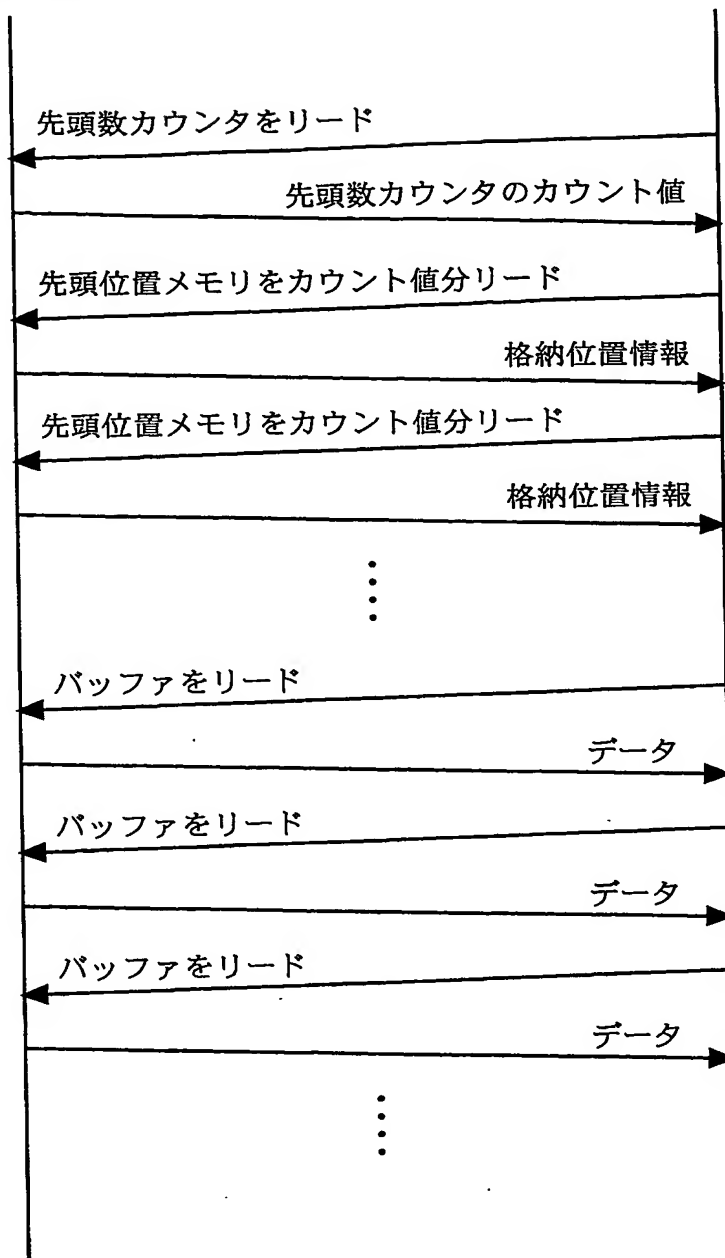 先頭数カウンタをリード
先頭数カウンタのカウント値
先頭位置メモリをカウント値分リード
格納位置情報
先頭位置メモリをカウント値分リード
格納位置情報
バッファをリード
データ
バッファをリード
データ
バッファをリード
データ